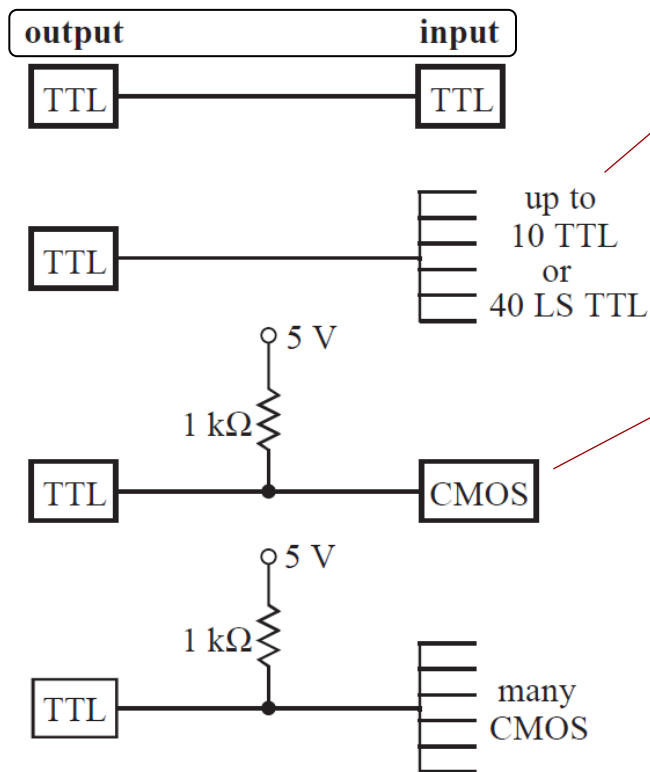 output input
TTL TTL
up to
10 TTL
TTL
or
40 LS TTL
5 V
1 kΩ
TTL CMOS
5 V
1 kΩ
many
TTL
CMOS